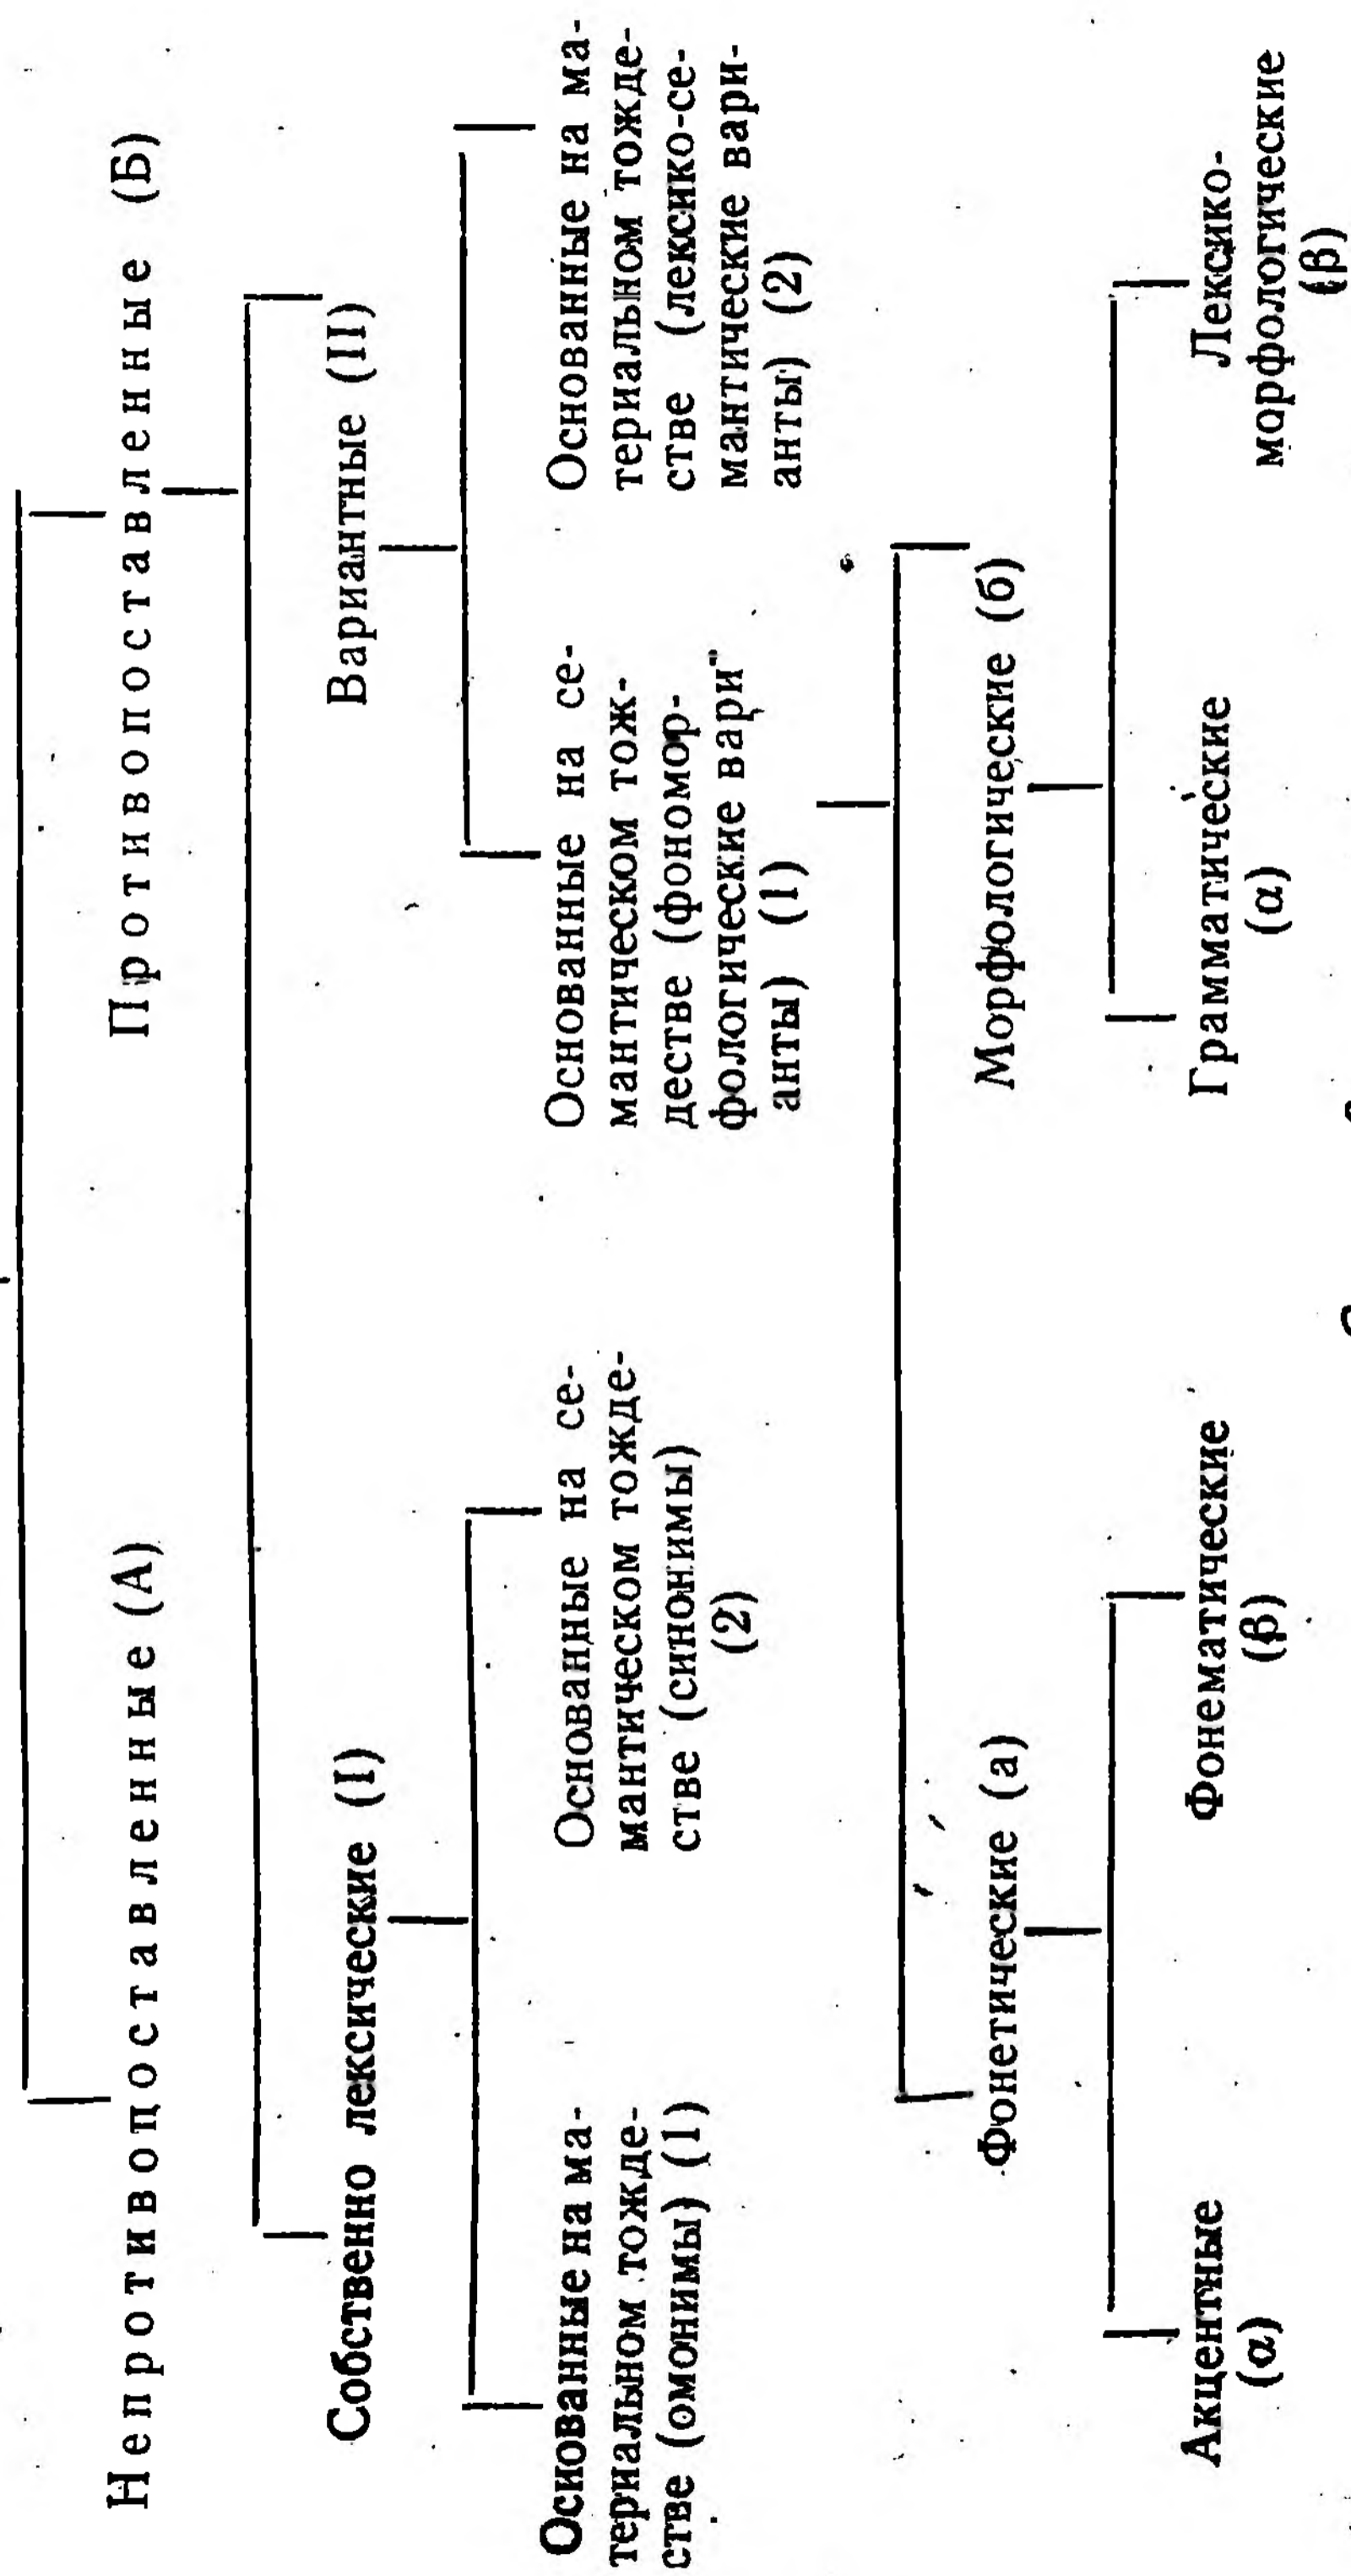 Непротивопоставленные (А)
Противопоставленные (Б)
Собственно лексические (I)
Вариантные (II)
Основанные на ма-
териальном тожде-
стве (омонимы) (1)
Основанные на се-
мантическом тожде-
стве (синонимы)
(2)
Основанные на се-
мантическом тож-
дестве (фономор-
фологические вари-
анты) (1)
Основанные на ма-
териальном тожде-
стве (лексико-се-
мантические вари-
анты) (2)
Фонетические (а)
Морфологические (б)
Акцентные
(α)
Фонематические
(β)
Грамматические
(α)
Лексико-
морфологические
(β)